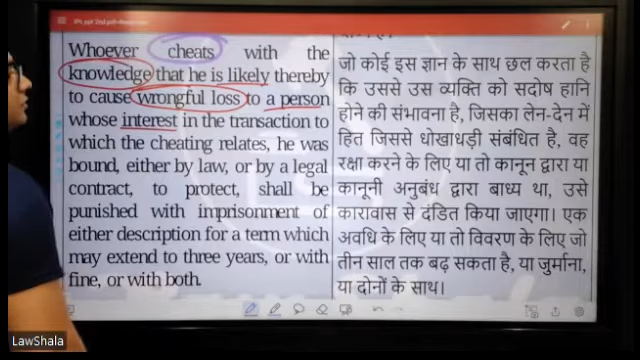 Whoever cheats with the
knowledge that he is likely thereby
to cause wrongful loss to a person
whose interest in the transaction to
which the cheating relates, he was
bound, either by law, or by a legal
contract, to protect, shall be
punished with imprisonment of
either description for a term which
may extend to three years, or with
fine, or with both.
जो कोई इस ज्ञान के साथ छल करता है
कि उससे उस व्यक्ति को सदोष हानि
होने की संभावना है, जिसका लेन-देन में
हित जिससे धोखाधड़ी संबंधित है, वह
रक्षा करने के लिए या तो कानून द्वारा या
कानूनी अनुबंध द्वारा बाध्य था, उसे
कारावास से दंडित किया जाएगा। एक
अवधि के लिए या तो विवरण के लिए जो
तीन साल तक बढ़ सकता है, या जुर्माना,
या दोनों के साथ।
LawShala